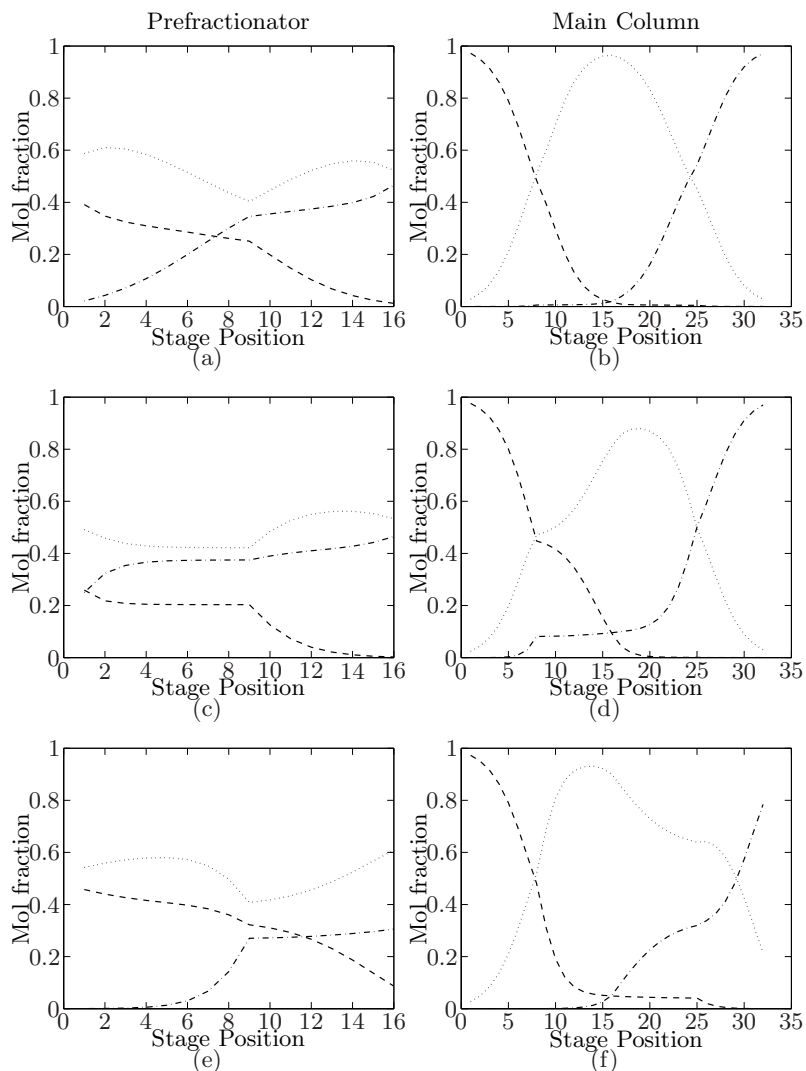 Prefractionator
Main Column
1
0.8
0.6
0.4
0.2
0
Mol fraction
0 2 4 6 8 10 12 14 16
Stage Position
(a)
1
0.8
0.6
0.4
0.2
0
Mol fraction
0 5 10 15 20 25 30 35
Stage Position
(b)
1
0.8
0.6
0.4
0.2
0
Mol fraction
0 2 4 6 8 10 12 14 16
Stage Position
(c)
1
0.8
0.6
0.4
0.2
0
Mol fraction
0 5 10 15 20 25 30 35
Stage Position
(d)
1
0.8
0.6
0.4
0.2
0
Mol fraction
0 2 4 6 8 10 12 14 16
Stage Position
(e)
1
0.8
0.6
0.4
0.2
0
Mol fraction
0 5 10 15 20 25 30 35
Stage Position
(f)